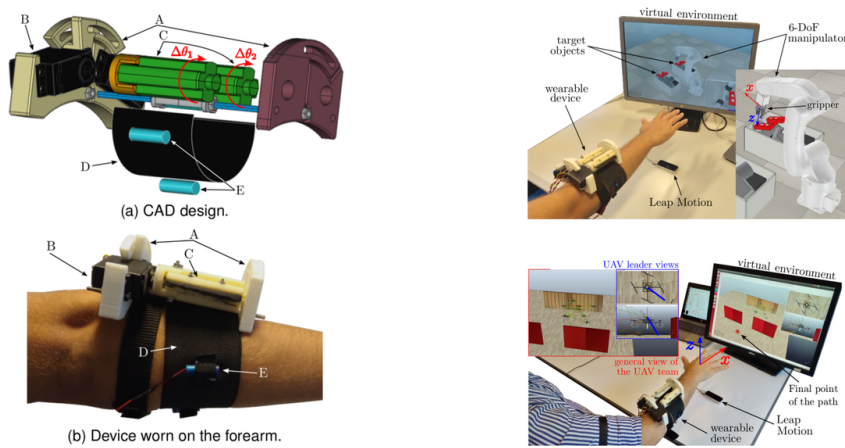 A
B
C
Δθ1
Δθ2
D
E
(a) CAD design.
A
B
C
D
E
(b) Device worn on the forearm.
virtual environment
6-DoF
manipulator
target
objects
wearable
device
x
gripper
z
Leap Motion
UAV leader views
virtual environment
z
x
general view of
the UAV team
Final point
of the path
Leap
Motion
wearable
device